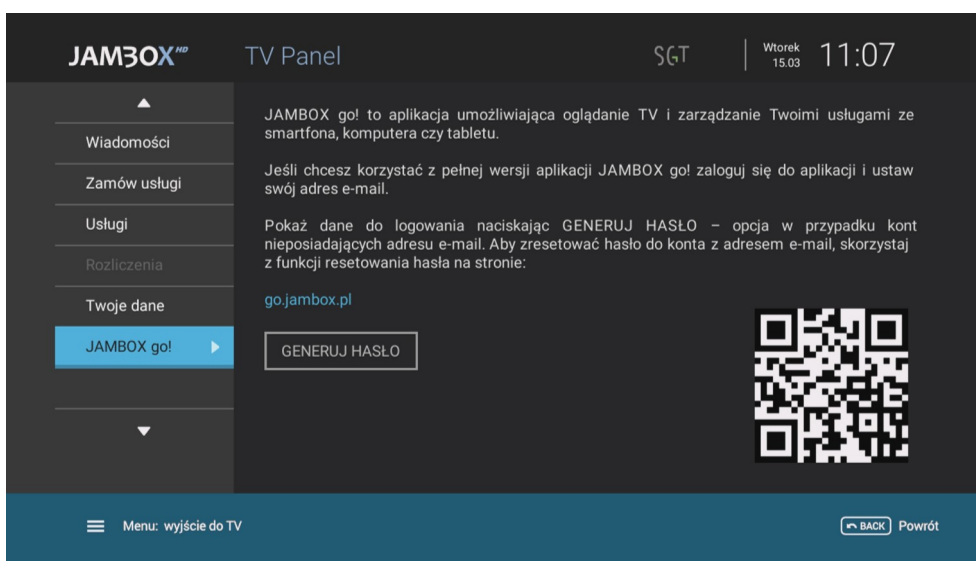 JAMBOX HD
TV Panel
SGT
Wtorek
15.03
11:07
Wiadomości
Zamów usługi
Usługi
Rozliczenia
Twoje dane
JAMBOX go!
JAMBOX go! to aplikacja umożliwiająca oglądanie TV i zarządzanie Twoimi usługami ze
smartfona, komputera czy tabletu.
Jeśli chcesz korzystać z pełnej wersji aplikacji JAMBOX go! zaloguj się do aplikacji i ustaw
swój adres e-mail.
Pokaż dane do logowania naciskając GENERUJ HASŁO – opcja w przypadku kont
nieposiadających adresu e-mail. Aby zresetować hasło do konta z adresem e-mail, skorzystaj
z funkcji resetowania hasła na stronie:
go.jambox.pl
GENERUJ HASŁO
Menu: wyjście do TV
BACK Powrót